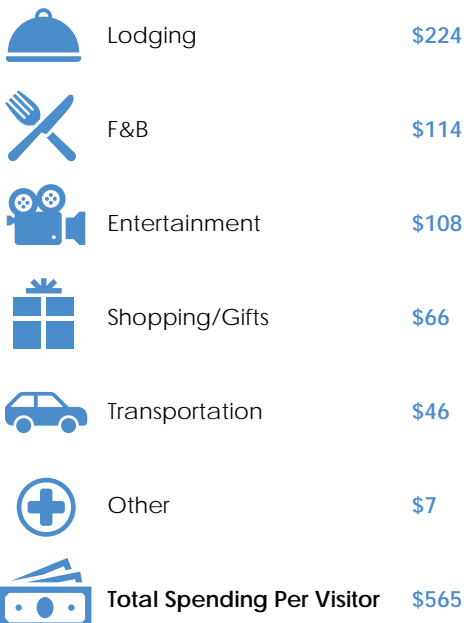 Lodging $224
F&B $114
Entertainment $108
Shopping/Gifts $66
Transportation $46
Other $7
Total Spending Per Visitor $565